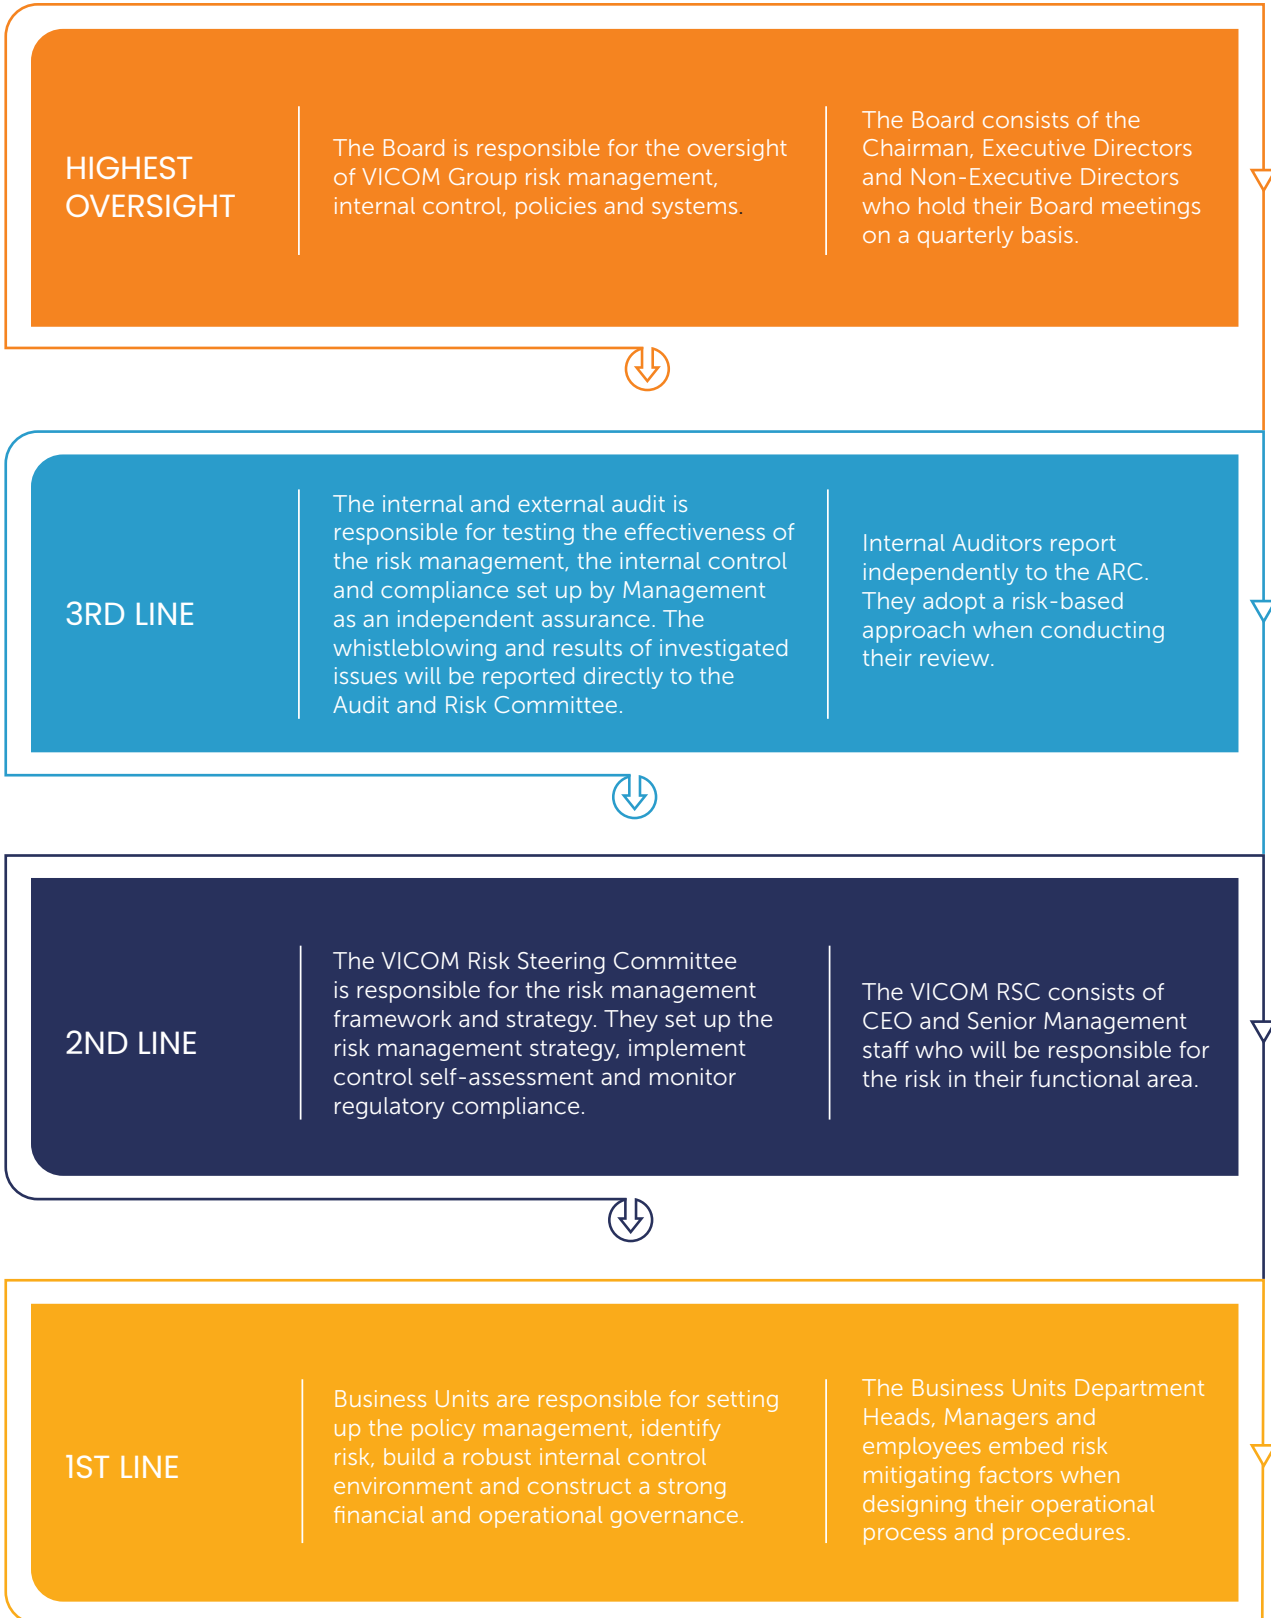 HIGHEST
OVERSIGHT
The Board is responsible for the oversight
of VICOM Group risk management,
internal control, policies and systems.
The Board consists of the
Chairman, Executive Directors
and Non-Executive Directors
who hold their Board meetings
on a quarterly basis.
3RD LINE
The internal and external audit is
responsible for testing the effectiveness of
the risk management, the internal control
and compliance set up by Management
as an independent assurance. The
whistleblowing and results of investigated
issues will be reported directly to the
Audit and Risk Committee.
Internal Auditors report
independently to the ARC.
They adopt a risk-based
approach when conducting
their review.
2ND LINE
The VICOM Risk Steering Committee
is responsible for the risk management
framework and strategy. They set up the
risk management strategy, implement
control self-assessment and monitor
regulatory compliance.
The VICOM RSC consists of
CEO and Senior Management
staff who will be responsible for
the risk in their functional area.
1ST LINE
Business Units are responsible for setting
up the policy management, identify
risk, build a robust internal control
environment and construct a strong
financial and operational governance.
The Business Units Department
Heads, Managers and
employees embed risk
mitigating factors when
designing their operational
process and procedures.